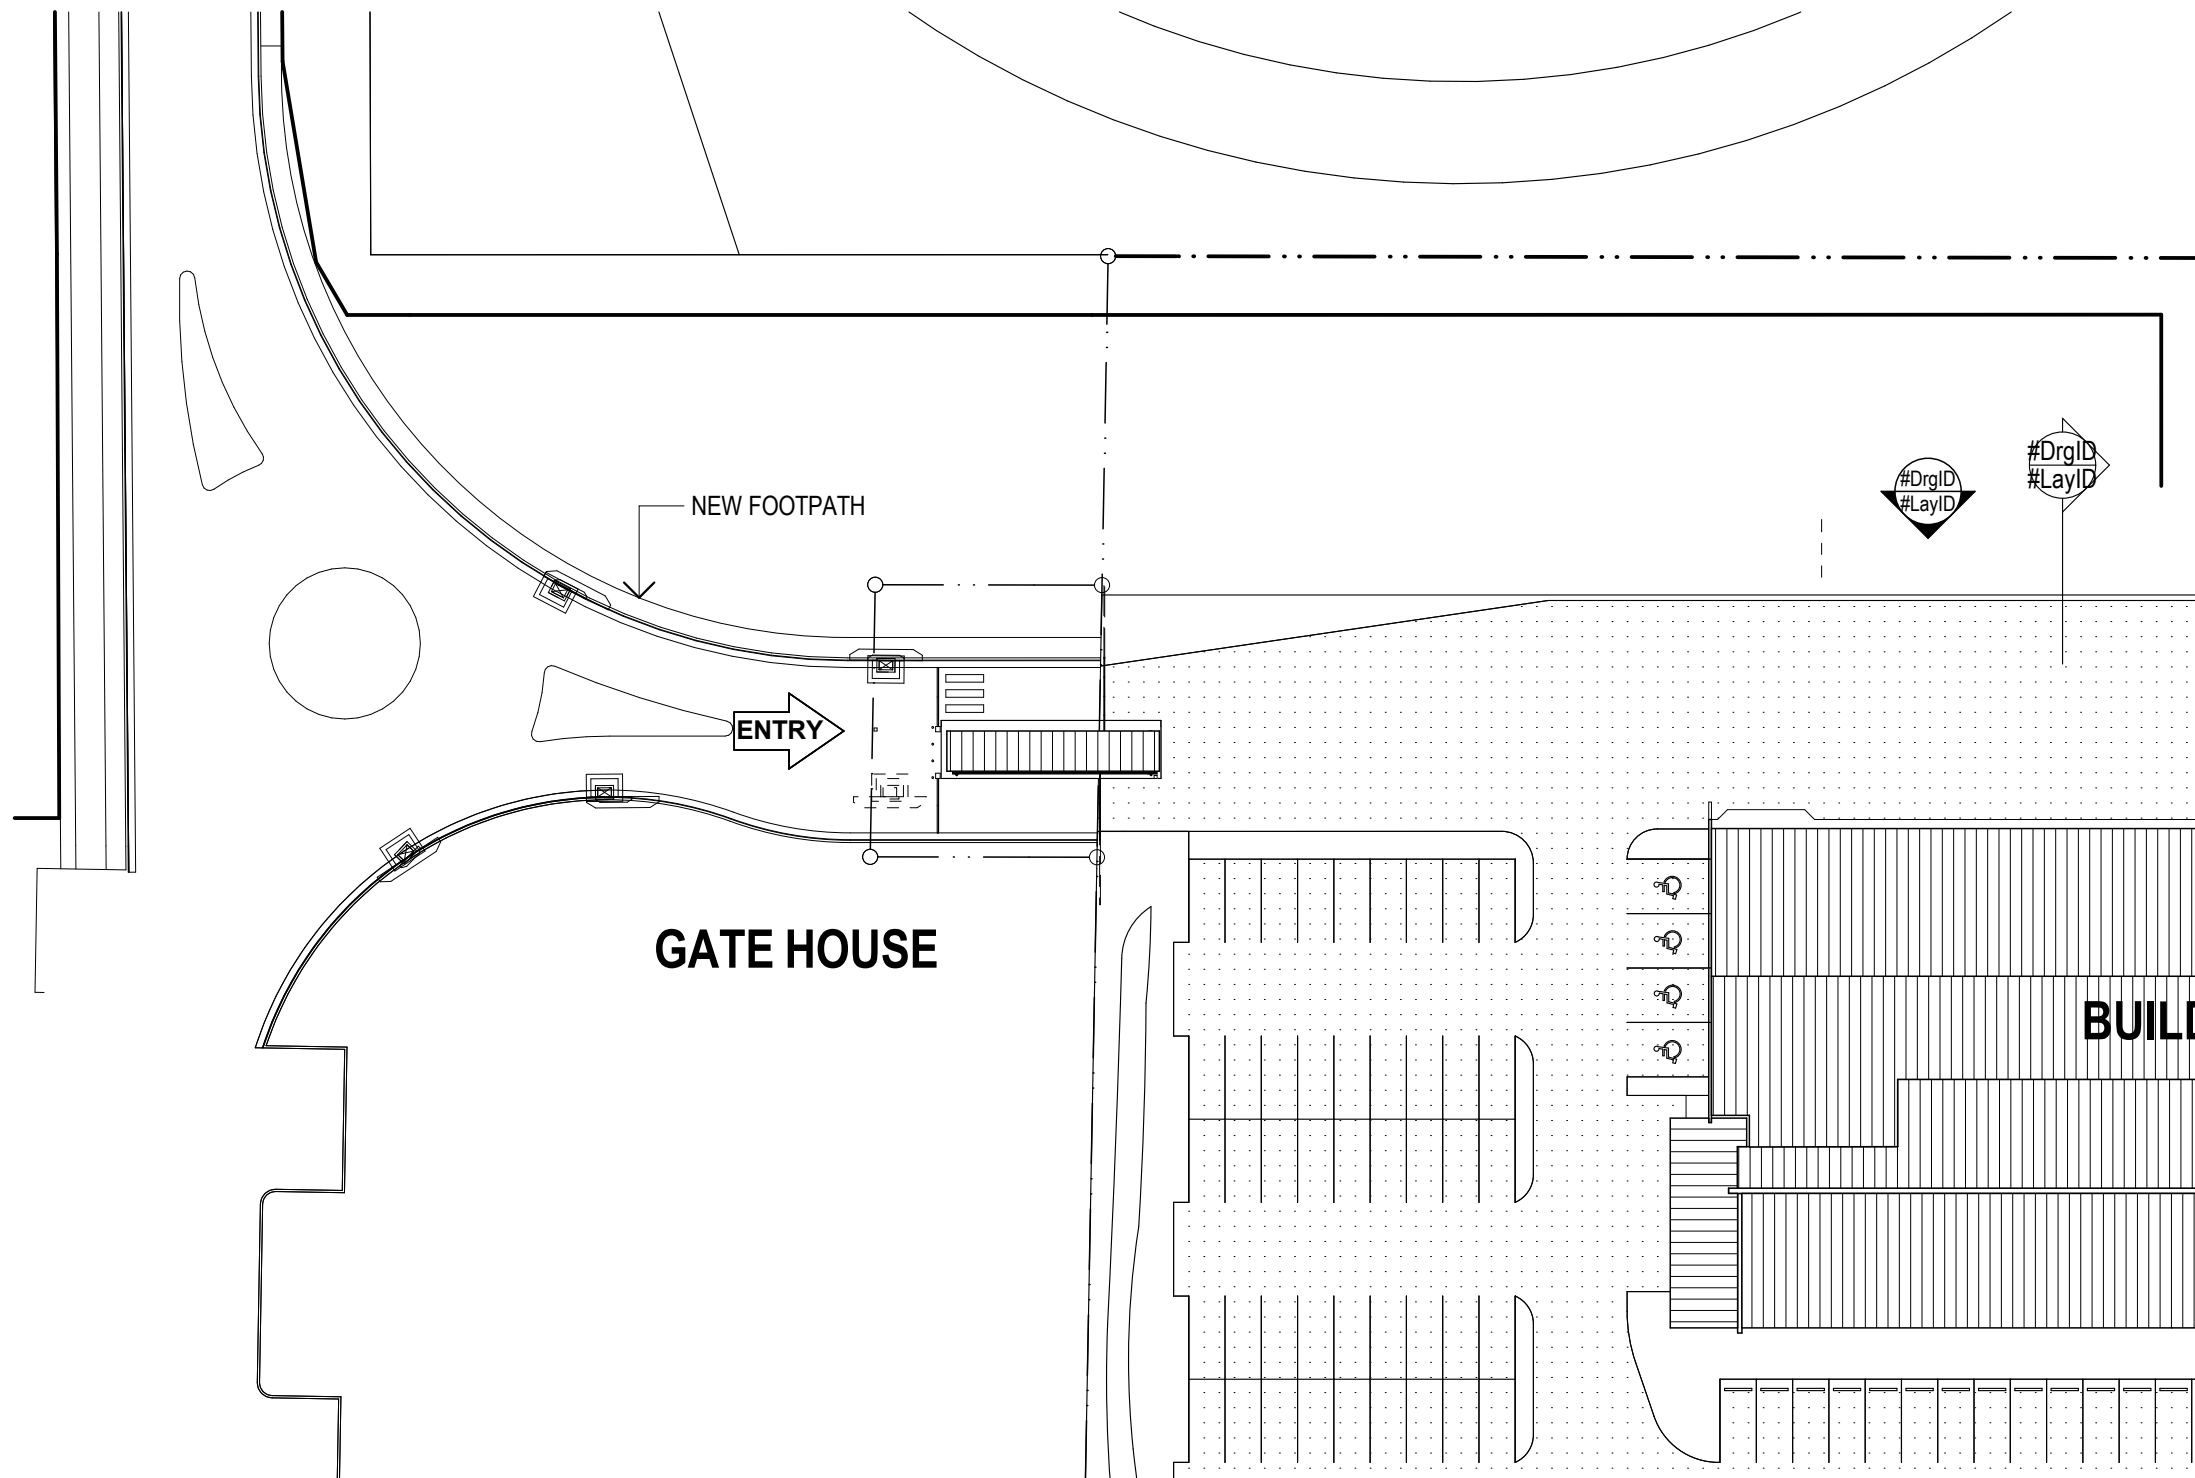 #DrgID
#LayID
#DrgID
#LayID
NEW FOOTPATH
ENTRY
GATE HOUSE
BUILD